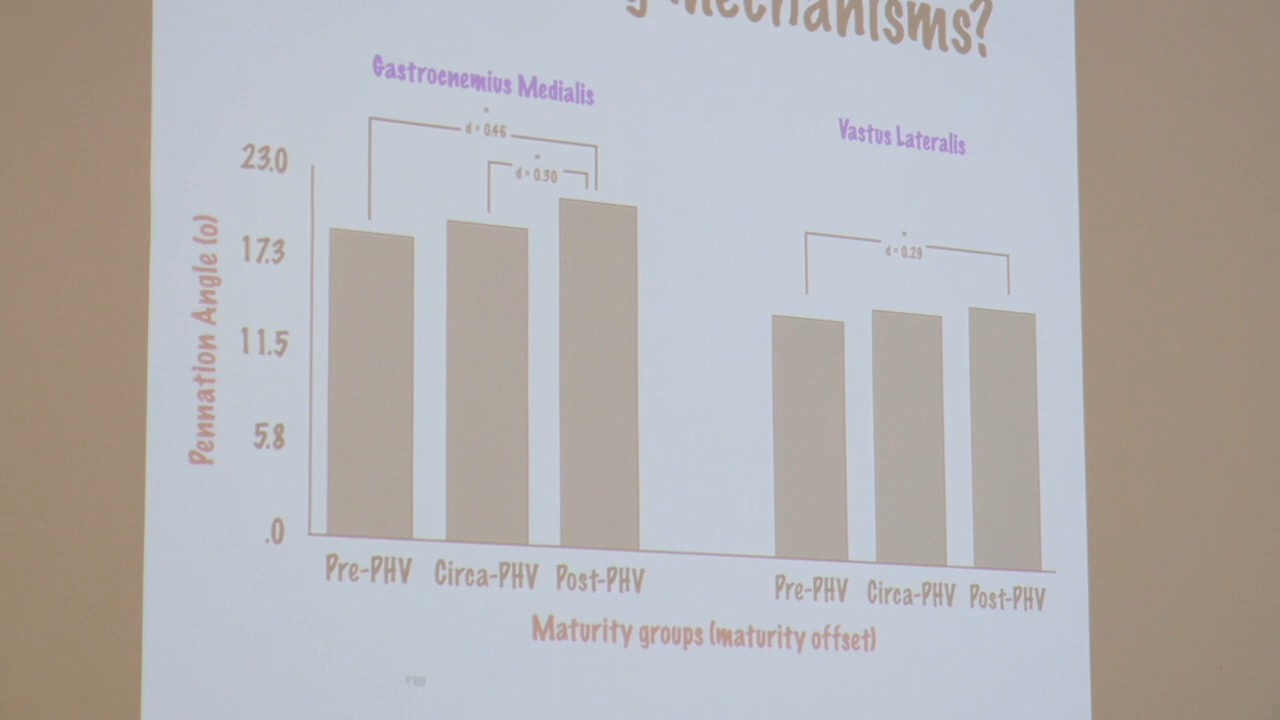 mechanisms?
Gastrocnemius Medialis
*
d = 0.46
*
d = 0.30
Vastus Lateralis
*
d = 0.29
23.0
17.3
11.5
5.8
.0
Pennation Angle (o)
Pre-PHV Circa-PHV Post-PHV
Pre-PHV Circa-PHV Post-PHV
Maturity groups (maturity offset)